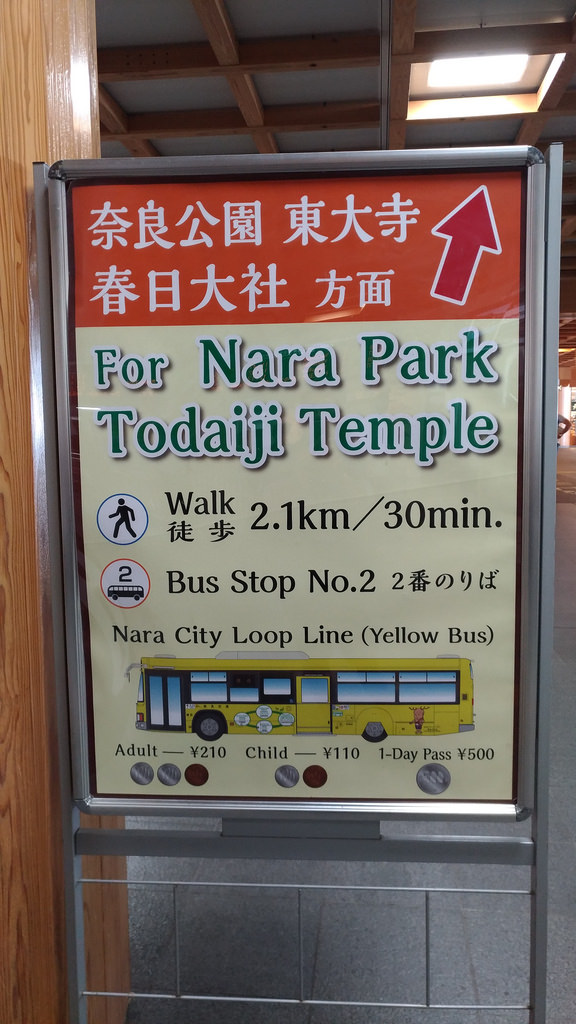 奈良公園 東大寺
春日大社 方面
For Nara Park
Todaiji Temple
Walk 2.1km/30min.
徒歩
2 Bus Stop No.2 2番のりば
Nara City Loop Line (Yellow Bus)
Adult — ¥210 Child — ¥110 1-Day Pass ¥500